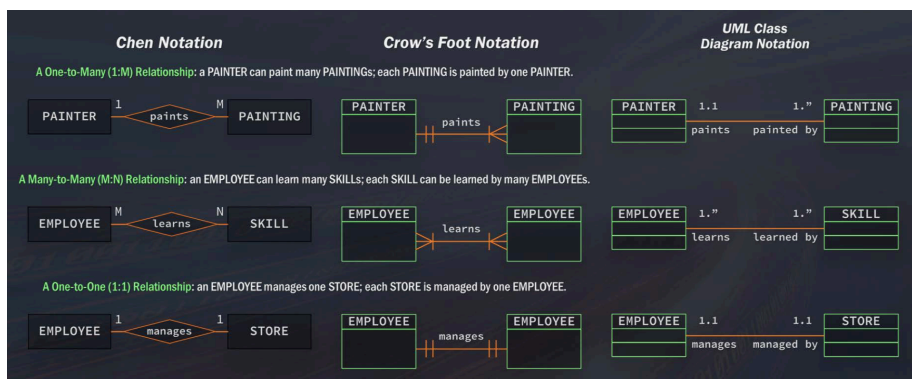 Chen Notation
Crow's Foot Notation
UML Class
Diagram Notation
A One-to-Many (1:M) Relationship: a PAINTER can paint many PAINTINGs; each PAINTING is painted by one PAINTER.
PAINTER 1 paints M PAINTING
PAINTER paints PAINTING
PAINTER 1.1 1.” PAINTING
paints painted by
A Many-to-Many (M:N) Relationship: an EMPLOYEE can learn many SKILLs; each SKILL can be learned by many EMPLOYEEs.
EMPLOYEE M learns N SKILL
EMPLOYEE learns EMPLOYEE
EMPLOYEE 1.” 1.” SKILL
learns learned by
A One-to-One (1:1) Relationship: an EMPLOYEE manages one STORE; each STORE is managed by one EMPLOYEE.
EMPLOYEE 1 manages 1 STORE
EMPLOYEE manages EMPLOYEE
EMPLOYEE 1.1 1.1 STORE
manages managed by